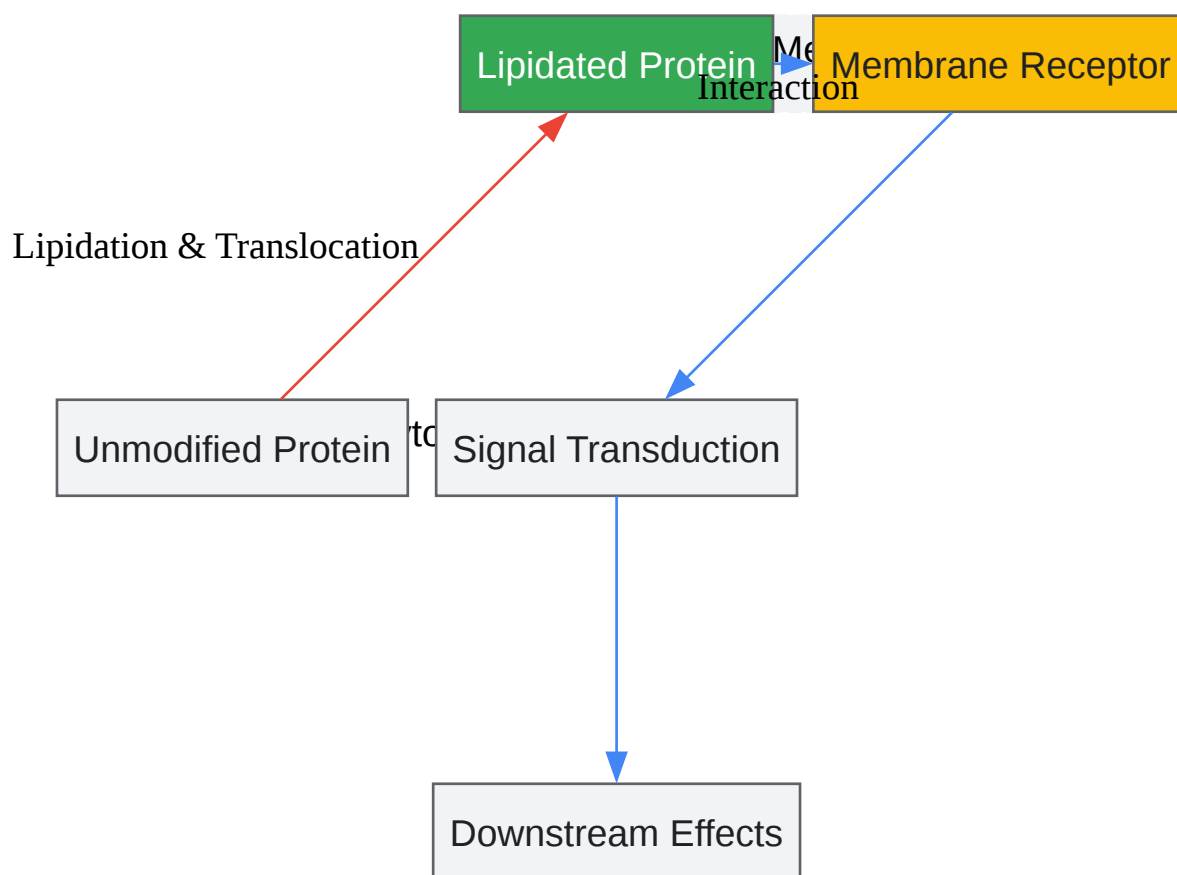 Lipidated Protein
Membrane Receptor
Interaction
Lipidation & Translocation
Unmodified Protein
Signal Transduction
Downstream Effects